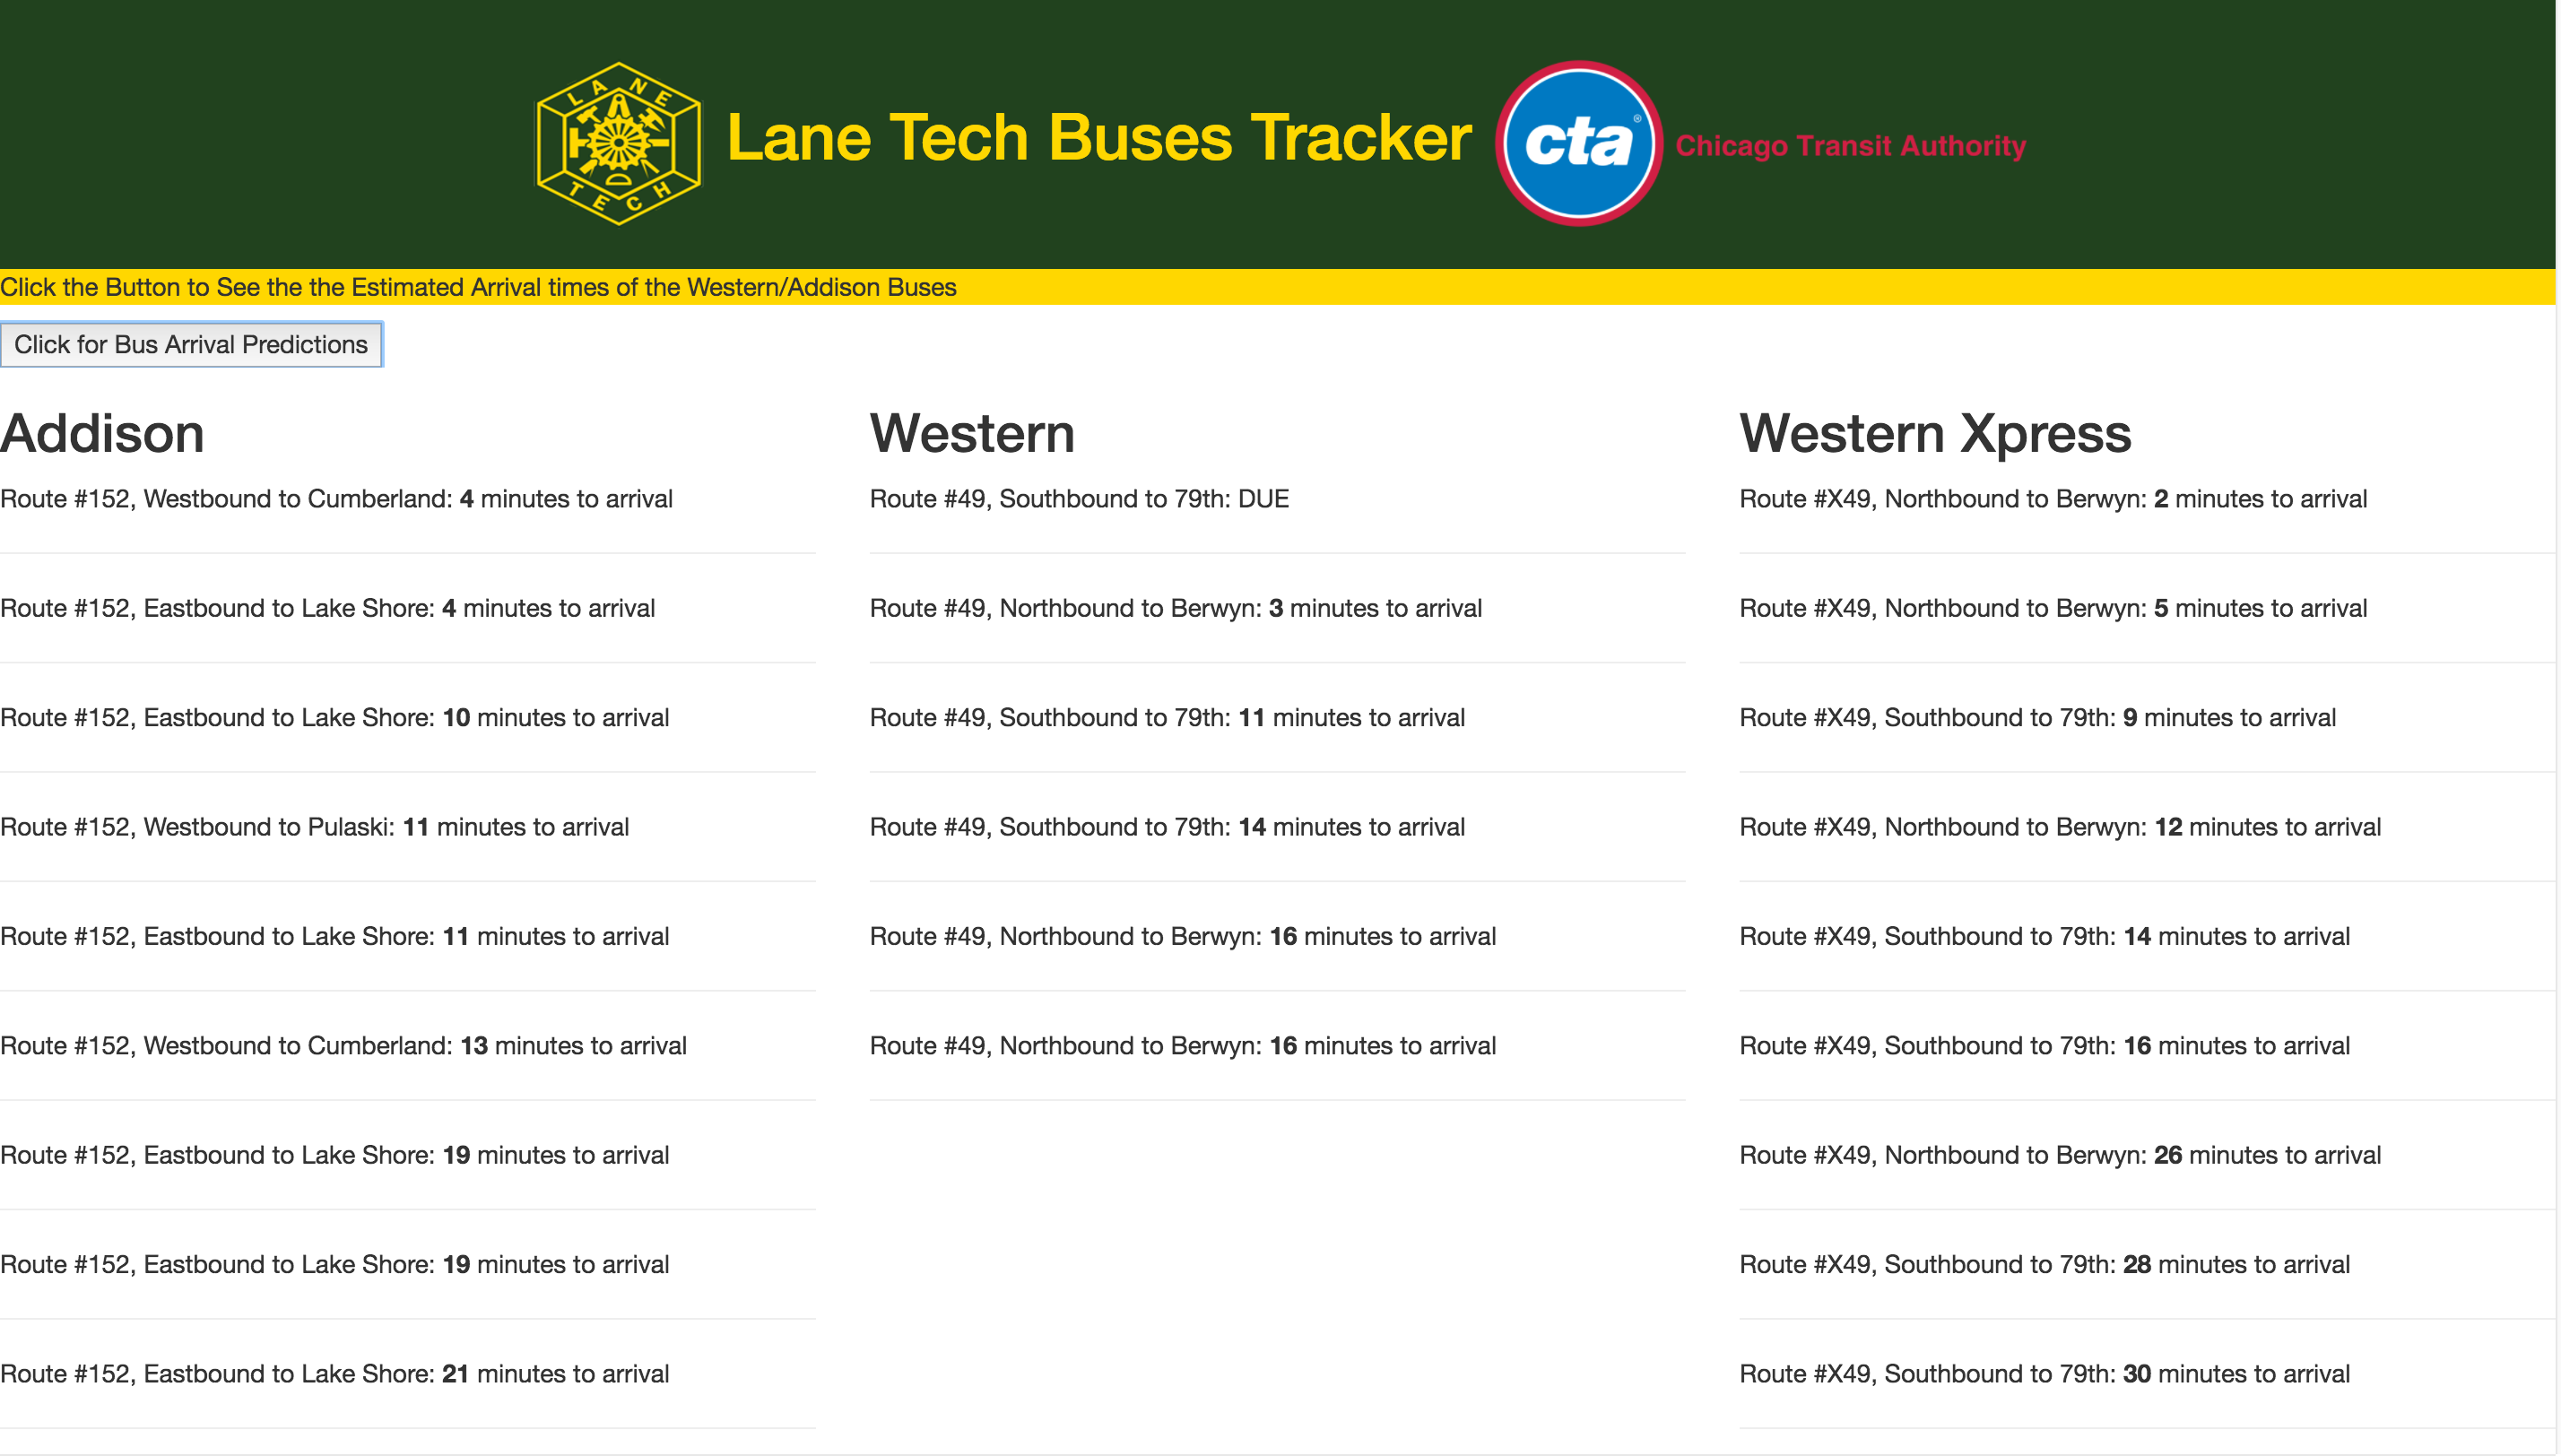 LANE
TECH
Lane Tech Buses Tracker
cta®
Chicago Transit Authority
Click the Button to See the the Estimated Arrival times of the Western/Addison Buses
Click for Bus Arrival Predictions
Addison
Route #152, Westbound to Cumberland: 4 minutes to arrival
Route #152, Eastbound to Lake Shore: 4 minutes to arrival
Route #152, Eastbound to Lake Shore: 10 minutes to arrival
Route #152, Westbound to Pulaski: 11 minutes to arrival
Route #152, Eastbound to Lake Shore: 11 minutes to arrival
Route #152, Westbound to Cumberland: 13 minutes to arrival
Route #152, Eastbound to Lake Shore: 19 minutes to arrival
Route #152, Eastbound to Lake Shore: 19 minutes to arrival
Route #152, Eastbound to Lake Shore: 21 minutes to arrival
Western
Route #49, Southbound to 79th: DUE
Route #49, Northbound to Berwyn: 3 minutes to arrival
Route #49, Southbound to 79th: 11 minutes to arrival
Route #49, Southbound to 79th: 14 minutes to arrival
Route #49, Northbound to Berwyn: 16 minutes to arrival
Route #49, Northbound to Berwyn: 16 minutes to arrival
Western Xpress
Route #X49, Northbound to Berwyn: 2 minutes to arrival
Route #X49, Northbound to Berwyn: 5 minutes to arrival
Route #X49, Southbound to 79th: 9 minutes to arrival
Route #X49, Northbound to Berwyn: 12 minutes to arrival
Route #X49, Southbound to 79th: 14 minutes to arrival
Route #X49, Southbound to 79th: 16 minutes to arrival
Route #X49, Northbound to Berwyn: 26 minutes to arrival
Route #X49, Southbound to 79th: 28 minutes to arrival
Route #X49, Southbound to 79th: 30 minutes to arrival